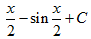 x/2 − sin x/2 + C